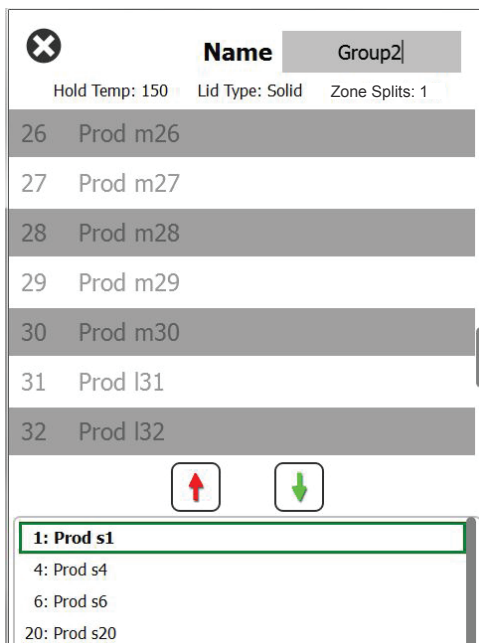 Name Group2
Hold Temp: 150 Lid Type: Solid Zone Splits: 1
26 Prod m26
27 Prod m27
28 Prod m28
29 Prod m29
30 Prod m30
31 Prod l31
32 Prod l32
1: Prod s1
4: Prod s4
6: Prod s6
20: Prod s20